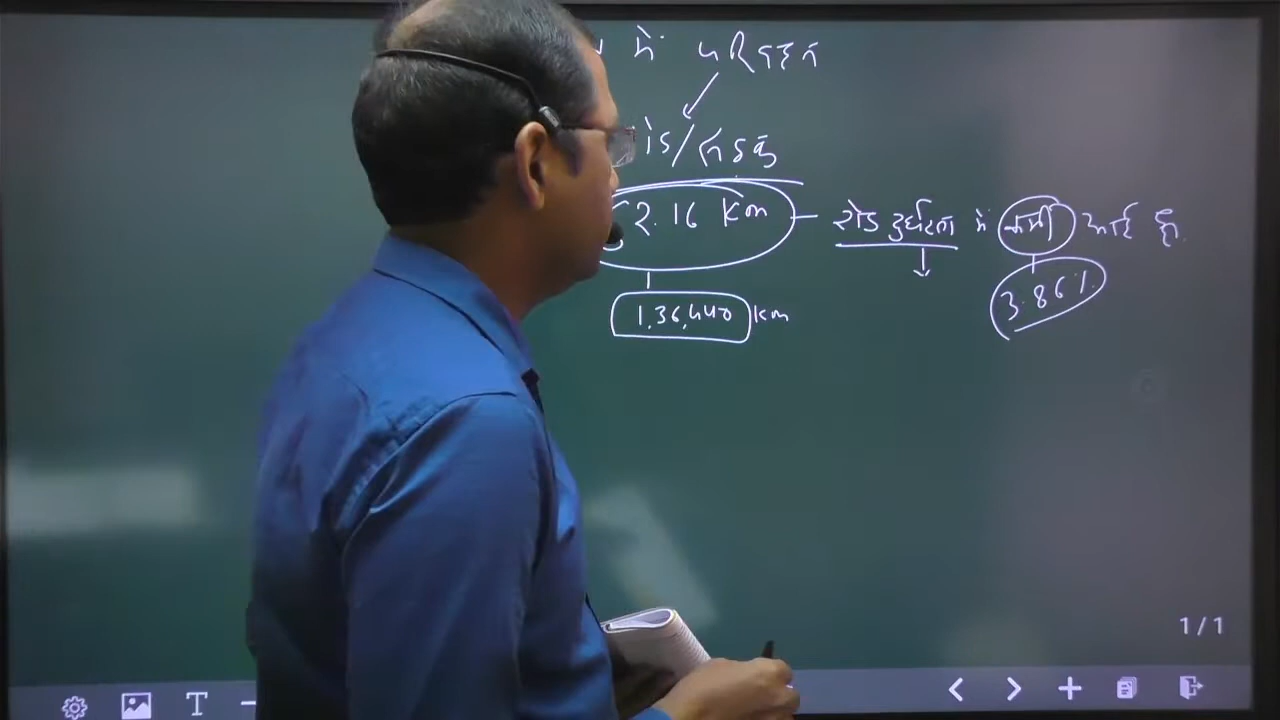 में परिवहन
रोड/सड़क
2.16 km – रोड दुर्घटना में कमी आई है।
3.86%
1,36,440 km
1/1
T